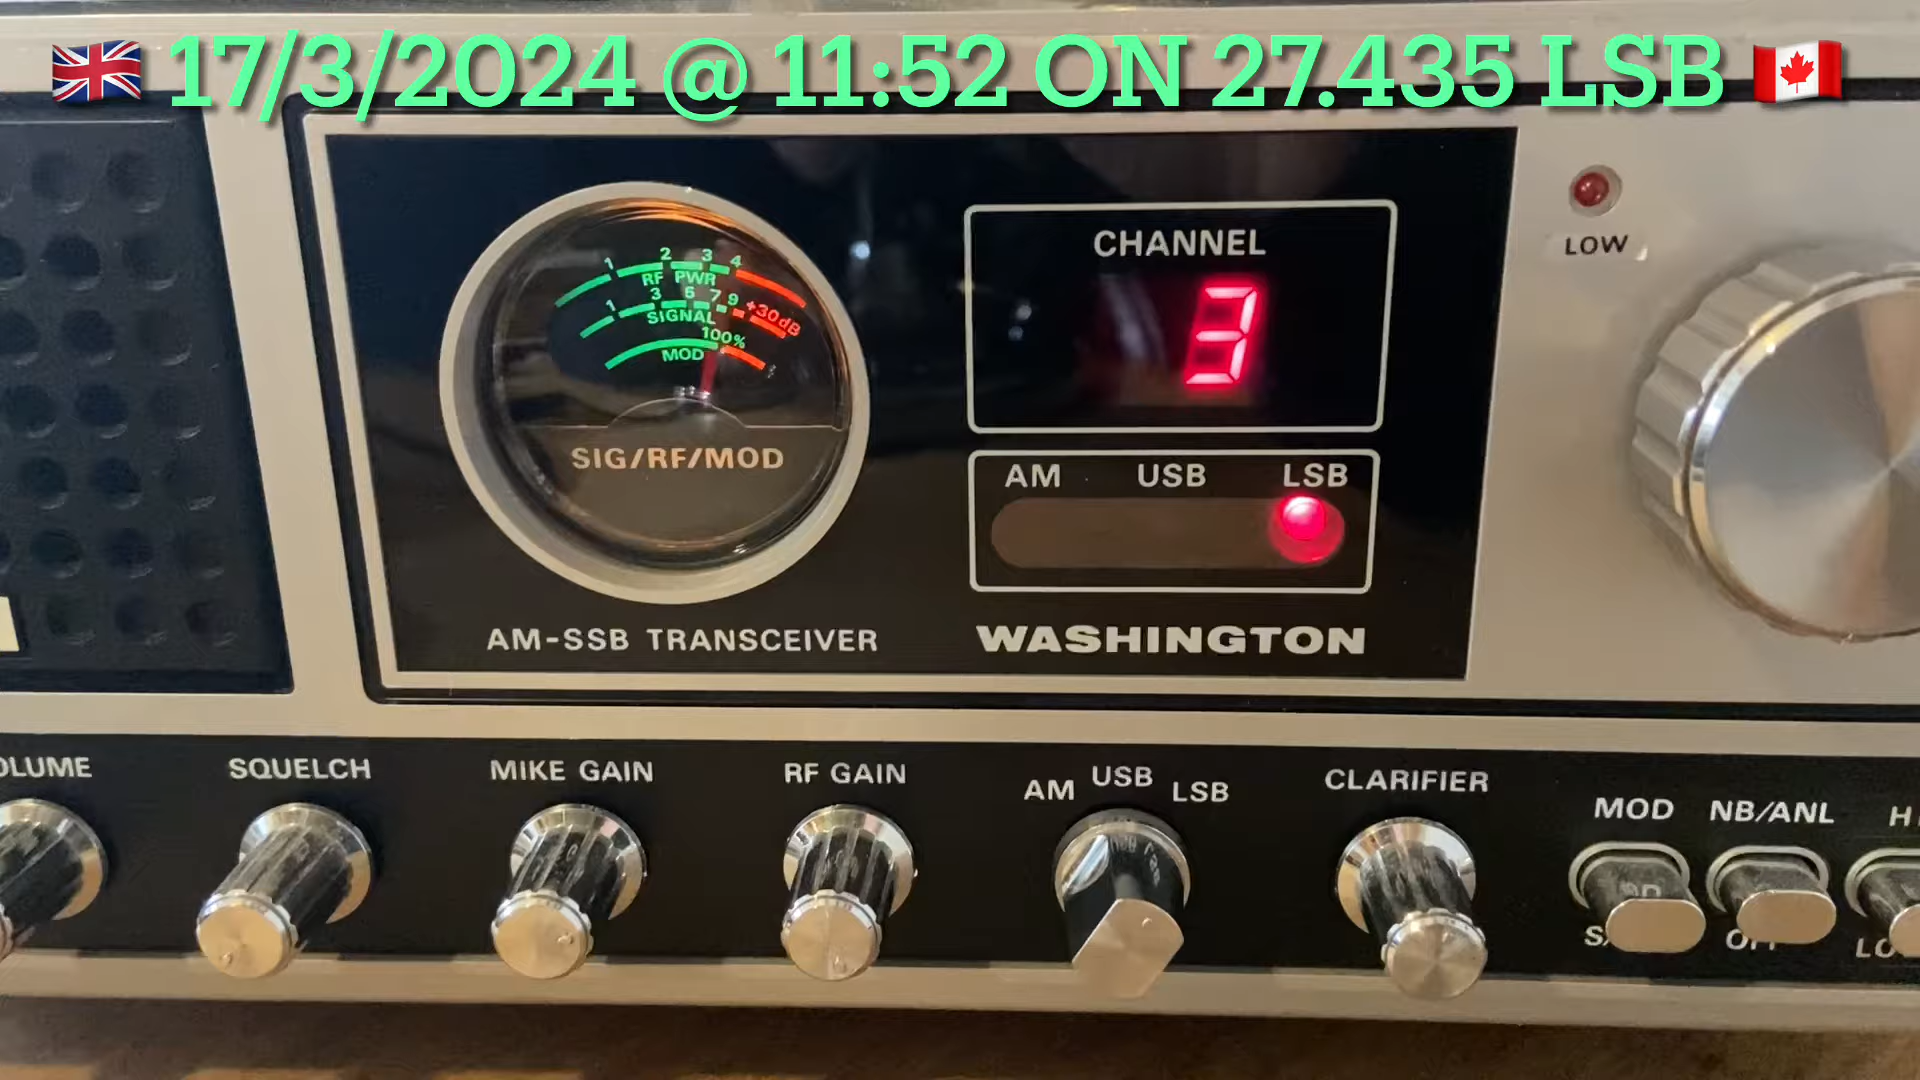 17/3/2024 @ 11:52 ON 27.435 LSB
LOW
1 2 3 4
RF PWR
1 3 5 7 9 +30dB
SIGNAL
100%
MOD
SIG/RF/MOD
AM-SSB TRANSCEIVER
CHANNEL
3
AM USB LSB
WASHINGTON
SQUELCH
MIKE GAIN
RF GAIN
AM USB LSB
CLARIFIER
MOD
NB/ANL